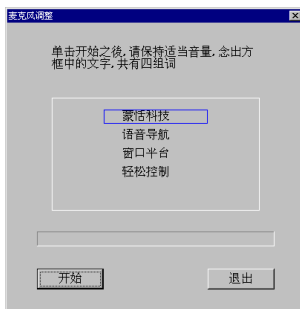 麦克风调整
单击开始之後,请保持适当音量,念出方
框中的文字,共有四组词
蒙恬科技
语音导航
窗口平台
轻松控制
开始
退出